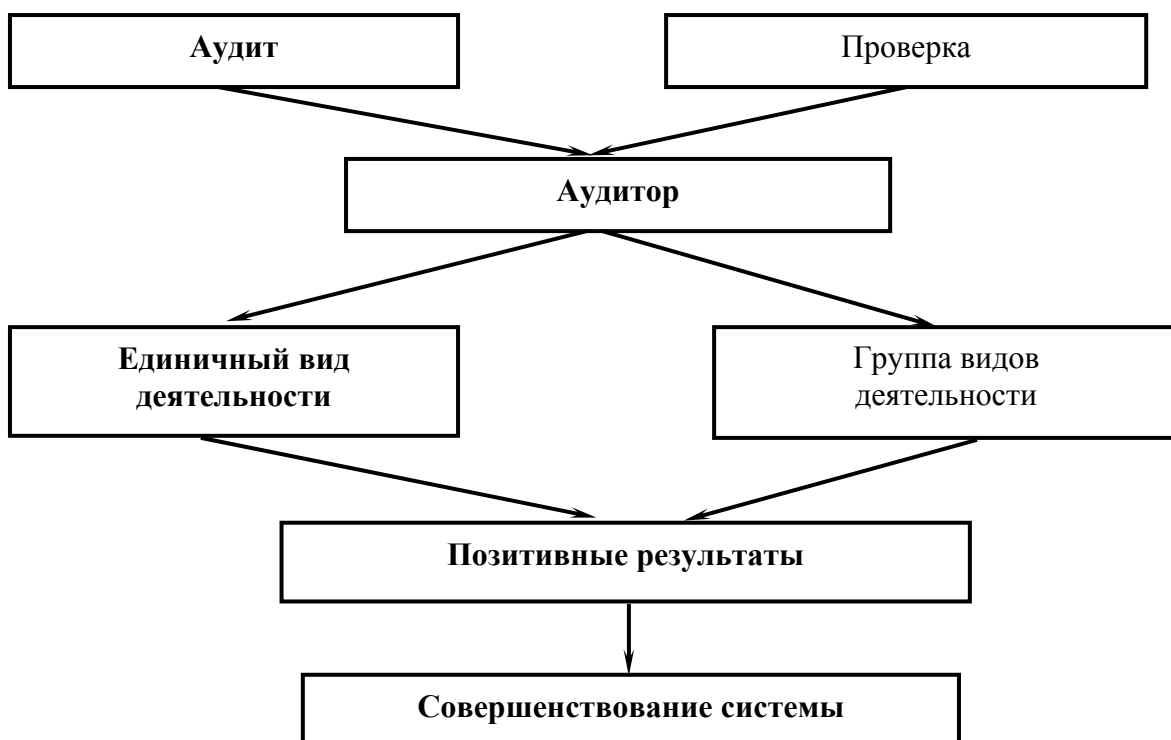 Аудит
Проверка
Аудитор
Единичный вид
деятельности
Группа видов
деятельности
Позитивные результаты
Совершенствование системы